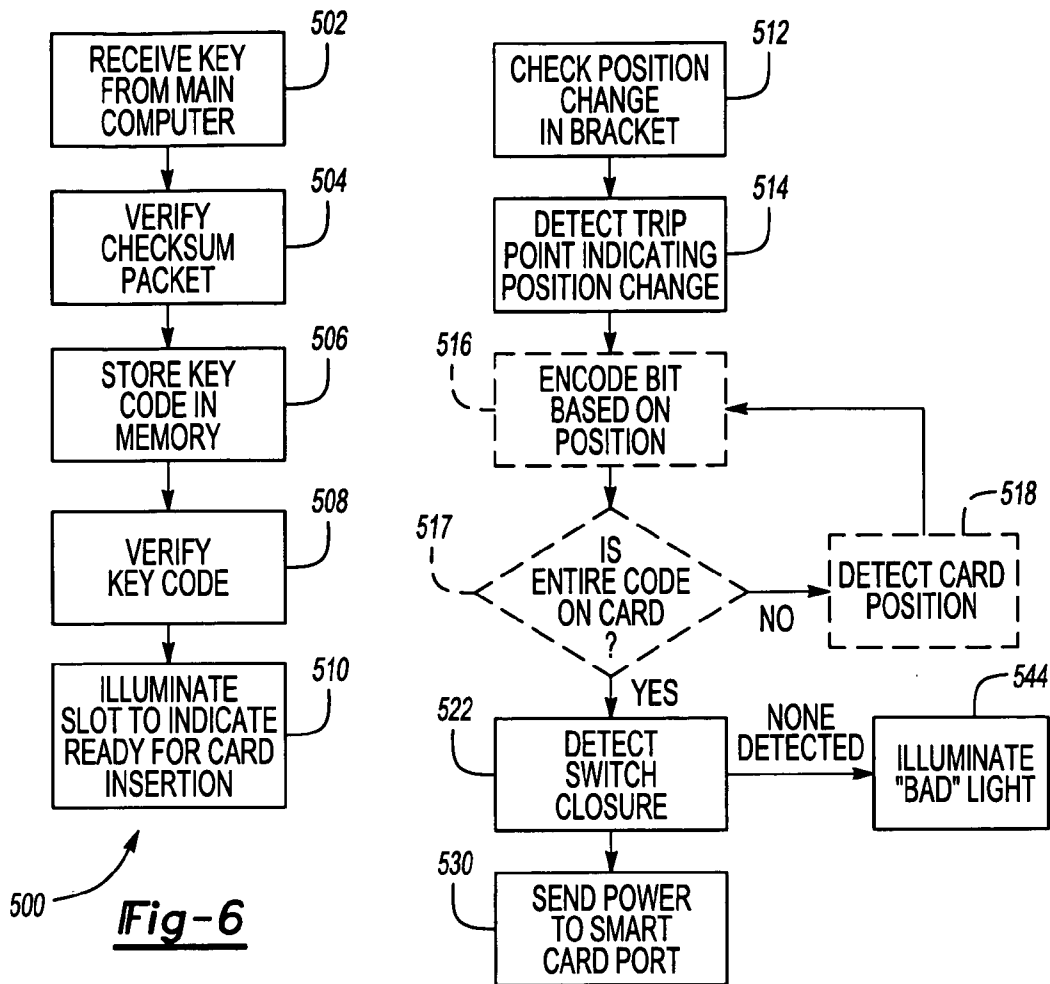 502
RECEIVE KEY
FROM MAIN
COMPUTER
504
VERIFY
CHECKSUM
PACKET
506
STORE KEY
CODE IN
MEMORY
508
VERIFY
KEY CODE
510
ILLUMINATE
SLOT TO INDICATE
READY FOR CARD
INSERTION
500
Fig-6
512
CHECK POSITION
CHANGE
IN BRACKET
514
DETECT TRIP
POINT INDICATING
POSITION CHANGE
516
ENCODE BIT
BASED ON
POSITION
517
IS
ENTIRE CODE
ON CARD
?
NO
518
DETECT CARD
POSITION
YES
522
DETECT
SWITCH
CLOSURE
NONE
DETECTED
544
ILLUMINATE
"BAD" LIGHT
530
SEND POWER
TO SMART
CARD PORT